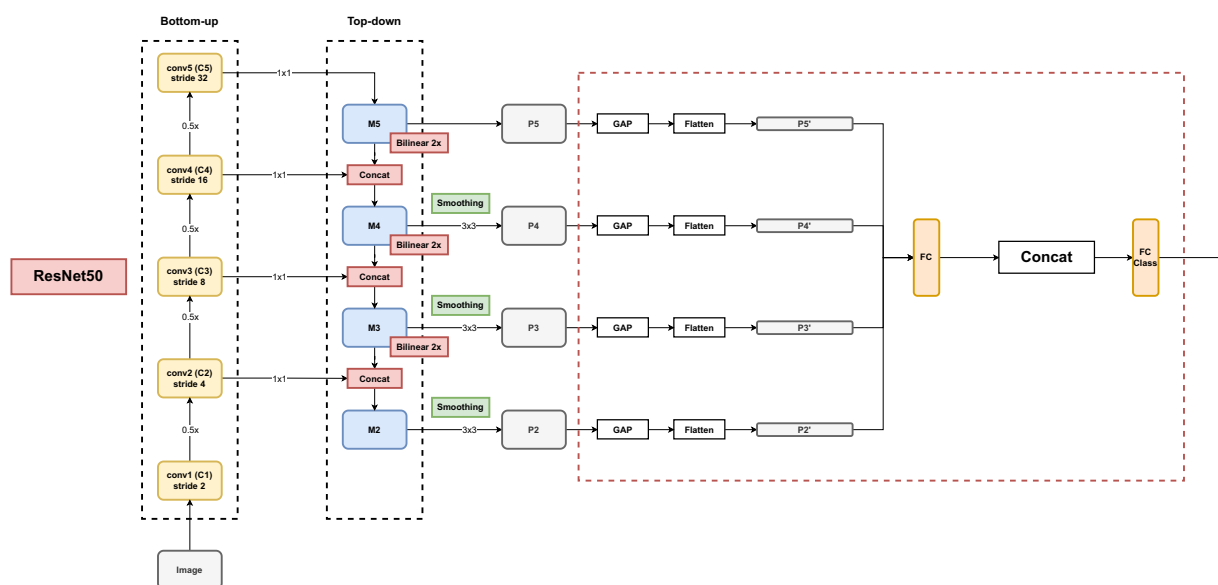 Bottom-up
Top-down
conv5 (C5)
stride 32
1x1
0.5x
M5
Bilinear 2x
P5
GAP
Flatten
P5'
conv4 (C4)
stride 16
1x1
Concat
0.5x
Smoothing
M4
Bilinear 2x
3x3
P4
GAP
Flatten
P4'
ResNet50
conv3 (C3)
stride 8
1x1
Concat
0.5x
FC
Concat
FC
Class
Smoothing
M3
Bilinear 2x
3x3
P3
GAP
Flatten
P3'
conv2 (C2)
stride 4
1x1
Concat
0.5x
Smoothing
M2
3x3
P2
GAP
Flatten
P2'
conv1 (C1)
stride 2
Image